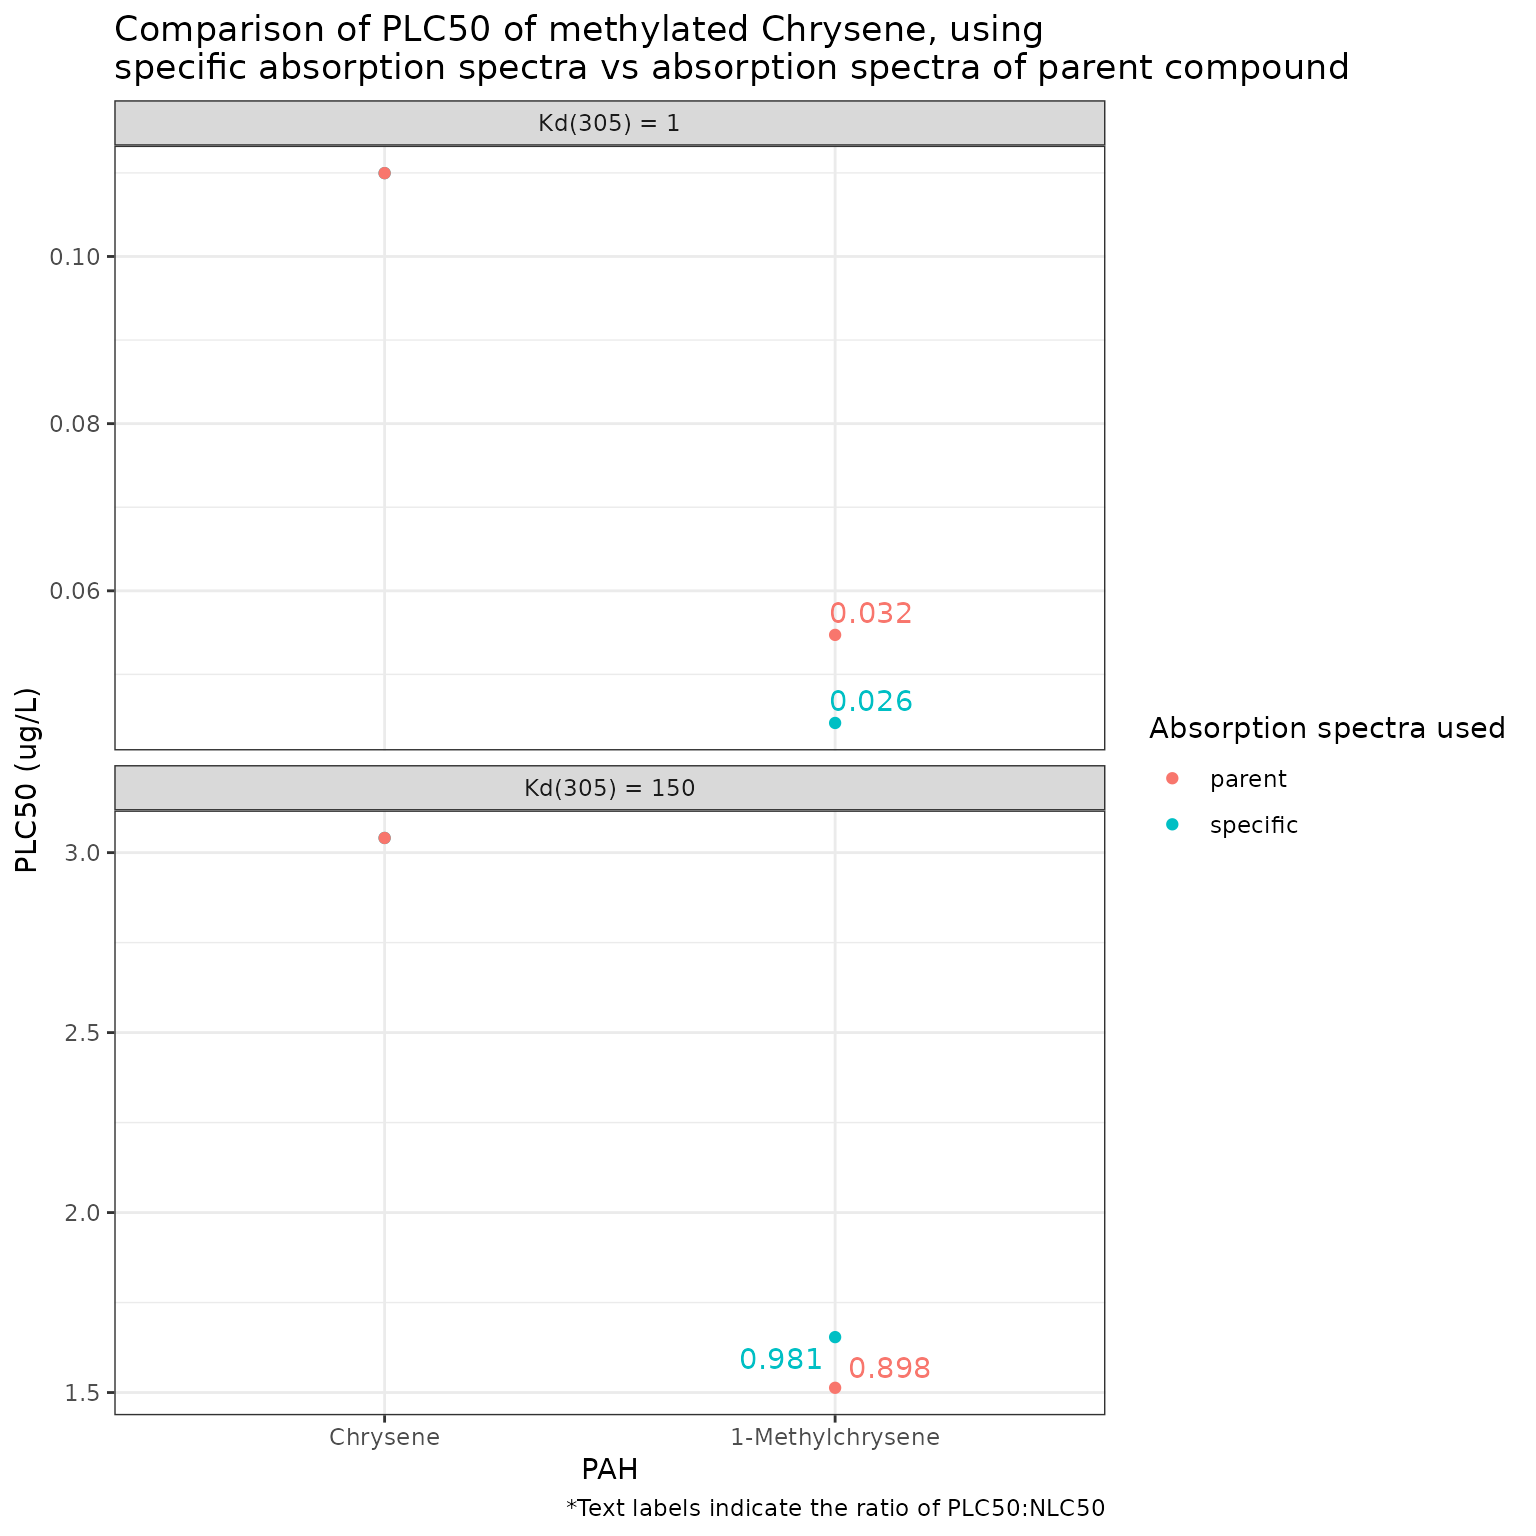 Comparison of PLC50 of methylated Chrysene, using
specific absorption spectra vs absorption spectra of parent compound
Kd(305) = 1
0.10
0.08
0.06
0.032
0.026
PLC50 (ug/L)
Absorption spectra used
parent
specific
Kd(305) = 150
3.0
2.5
2.0
1.5
0.981
0.898
Chrysene
1-Methylchrysene
PAH
*Text labels indicate the ratio of PLC50:NLC50